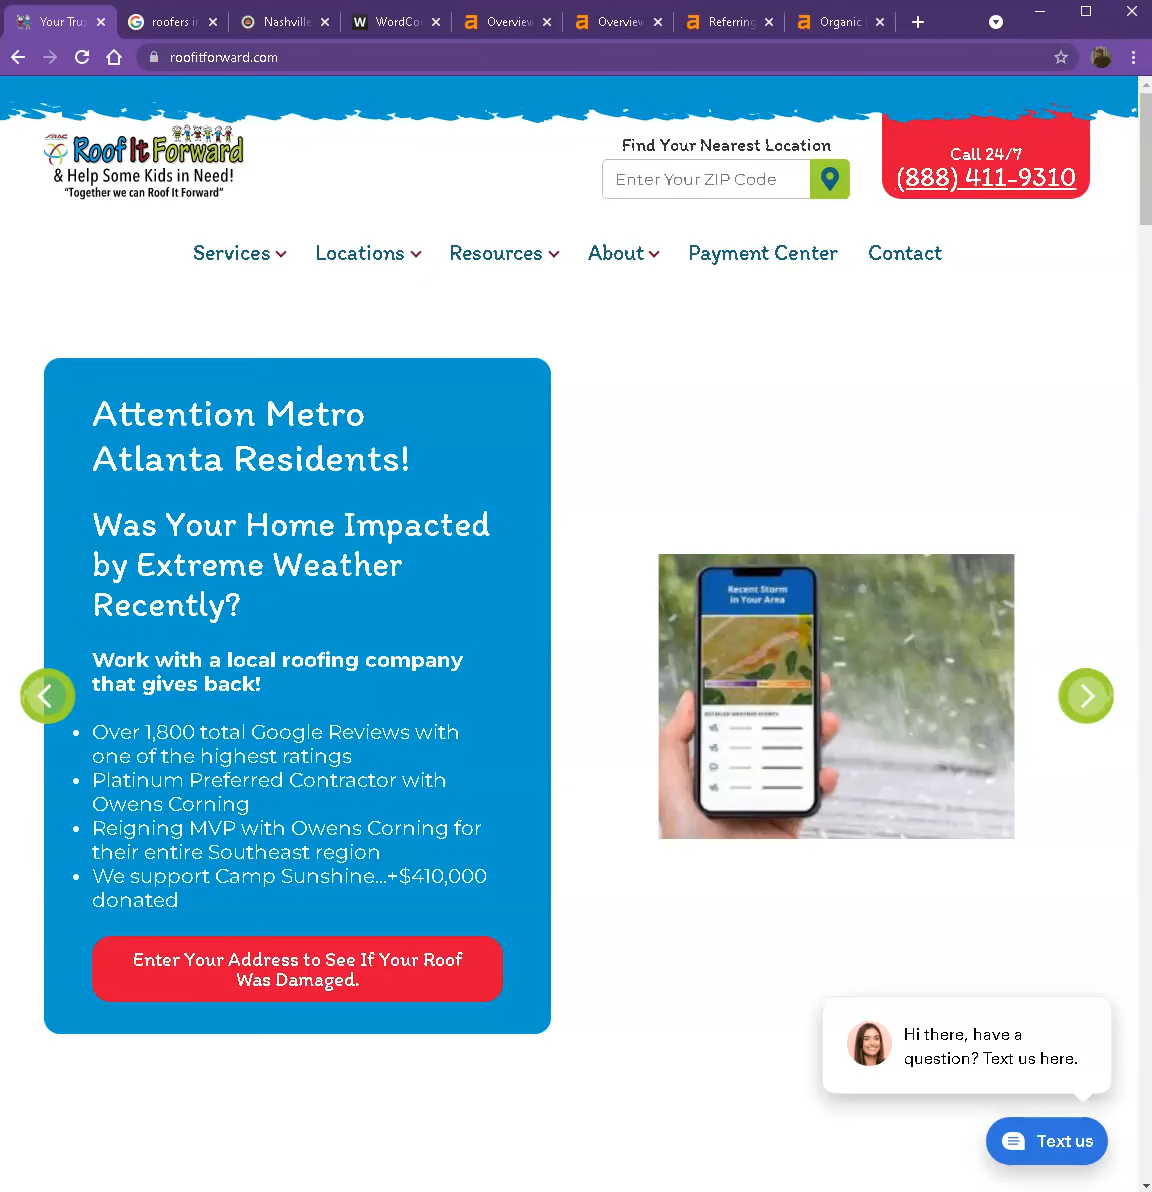 Your Tru
roofers i
Nashville
WordCo
Overview
Overview
Referring
Organic
roofitforward.com
ARAC
Roof It Forward
& Help Some Kids in Need!
"Together we can Roof It Forward"
Find Your Nearest Location
Enter Your ZIP Code
Call 24/7
(888) 411-9310
Services
Locations
Resources
About
Payment Center
Contact
Attention Metro
Atlanta Residents!
Was Your Home Impacted
by Extreme Weather
Recently?
Work with a local roofing company
that gives back!
• Over 1,800 total Google Reviews with
one of the highest ratings
• Platinum Preferred Contractor with
Owens Corning
• Reigning MVP with Owens Corning for
their entire Southeast region
• We support Camp Sunshine...+$410,000
donated
Enter Your Address to See If Your Roof
Was Damaged.
Recent Storm
in Your Area
DETAILED WEATHER EVENTS
Hi there, have a
question? Text us here.
Text us